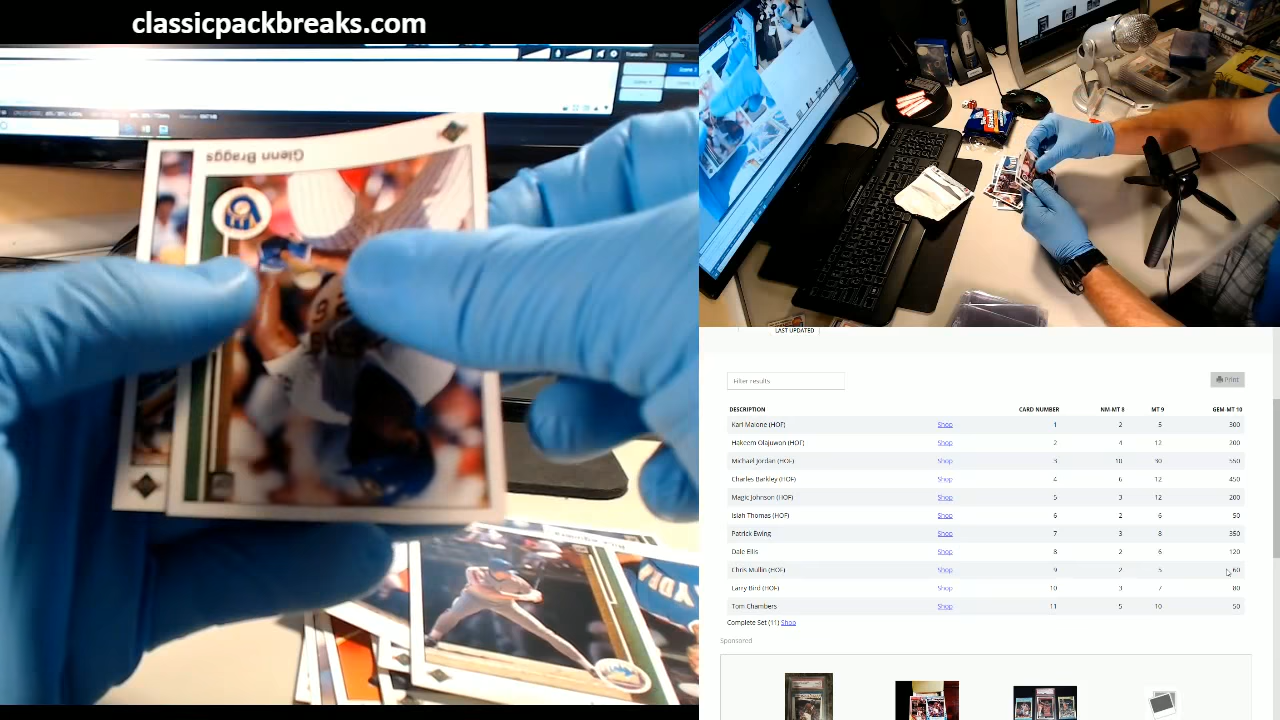 classicpackbreaks.com
Glenn Braggs
LAST UPDATED
Filter results
Print
DESCRIPTION CARD NUMBER NM-MT 8 MT 9 GEM-MT 10
Karl Malone (HOF) Shop 1 2 5 300
Hakeem Olajuwon (HOF) Shop 2 4 12 200
Michael Jordan (HOF) Shop 3 10 30 550
Charles Barkley (HOF) Shop 4 6 12 450
Magic Johnson (HOF) Shop 5 3 12 200
Isiah Thomas (HOF) Shop 6 2 6 50
Patrick Ewing Shop 7 3 8 350
Dale Ellis Shop 8 2 6 120
Chris Mullin (HOF) Shop 9 2 5 60
Larry Bird (HOF) Shop 10 3 7 80
Tom Chambers Shop 11 5 10 50
Complete Set (11) Shop
Sponsored